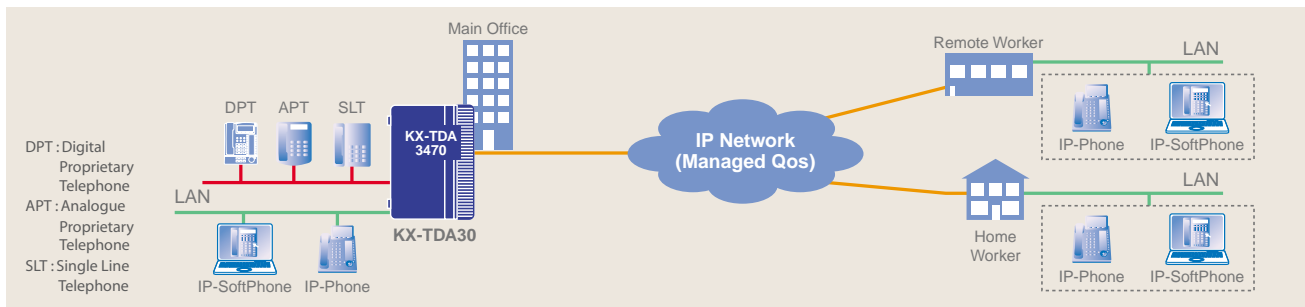 Main Office
Remote Worker
LAN
DPT
APT
SLT
KX-TDA
3470
IP Network
(Managed Qos)
IP-Phone
IP-SoftPhone
DPT : Digital
Proprietary
Telephone
APT : Analogue
Proprietary
Telephone
SLT : Single Line
Telephone
LAN
KX-TDA30
IP-SoftPhone
IP-Phone
LAN
Home
Worker
IP-Phone
IP-SoftPhone